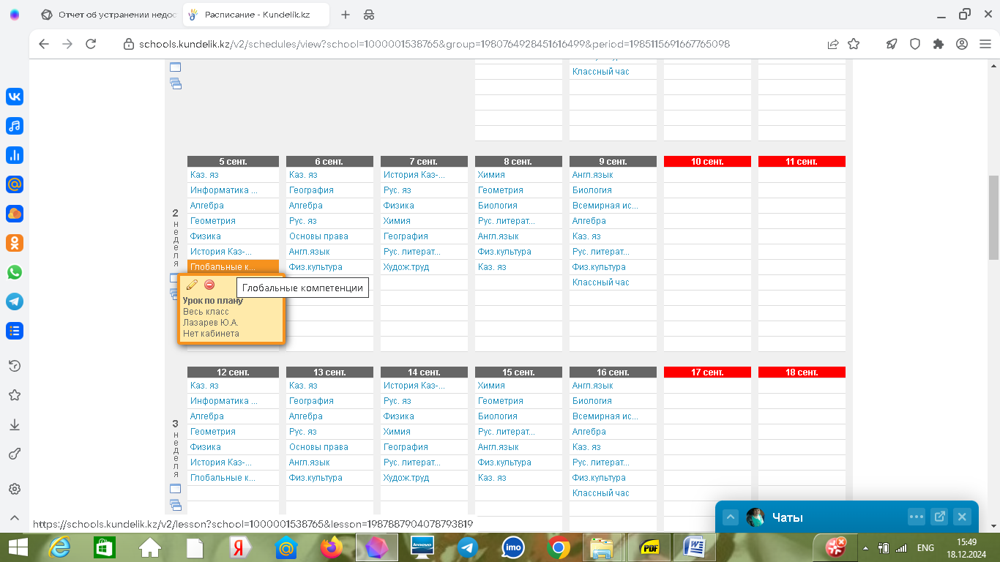 Отчет об устранении недос
Расписание - Kundelik.kz
schools.kundelik.kz/v2/schedules/view?school=1000001538765&group=1980764928451616499&period=1985115691667765098
Классный час
5 сент. 6 сент. 7 сент. 8 сент. 9 сент. 10 сент. 11 сент.
Каз. яз Каз. яз История Каз-... Химия Англ.язык
Информатика ... География Рус. яз Геометрия Биология
Алгебра Алгебра Физика Биология Всемирная ис...
2 неделя
Геометрия Рус. яз Химия Рус. литерат... Алгебра
Физика Основы права География Англ.язык Каз. яз
История Каз-... Англ.язык Рус. литерат... Физ.культура Рус. литерат...
Глобальные к... Физ.культура Худож.труд Каз. яз Физ.культура
Классный час
Глобальные компетенции
Урок по плану
Весь класс
Лазарев Ю.А.
Нет кабинета
12 сент. 13 сент. 14 сент. 15 сент. 16 сент. 17 сент. 18 сент.
Каз. яз Каз. яз История Каз-... Химия Англ.язык
Информатика ... География Рус. яз Геометрия Биология
Алгебра Алгебра Физика Биология Всемирная ис...
3 неделя
Геометрия Рус. яз Химия Рус. литерат... Алгебра
Физика Основы права География Англ.язык Каз. яз
История Каз-... Англ.язык Рус. литерат... Физ.культура Рус. литерат...
Глобальные к... Физ.культура Худож.труд Каз. яз Физ.культура
Классный час
Чаты
https://schools.kundelik.kz/v2/lesson?school=1000001538765&lesson=1987887904078793819
Я
lenovo
imo
PDF
W
ENG
15:49
18.12.2024